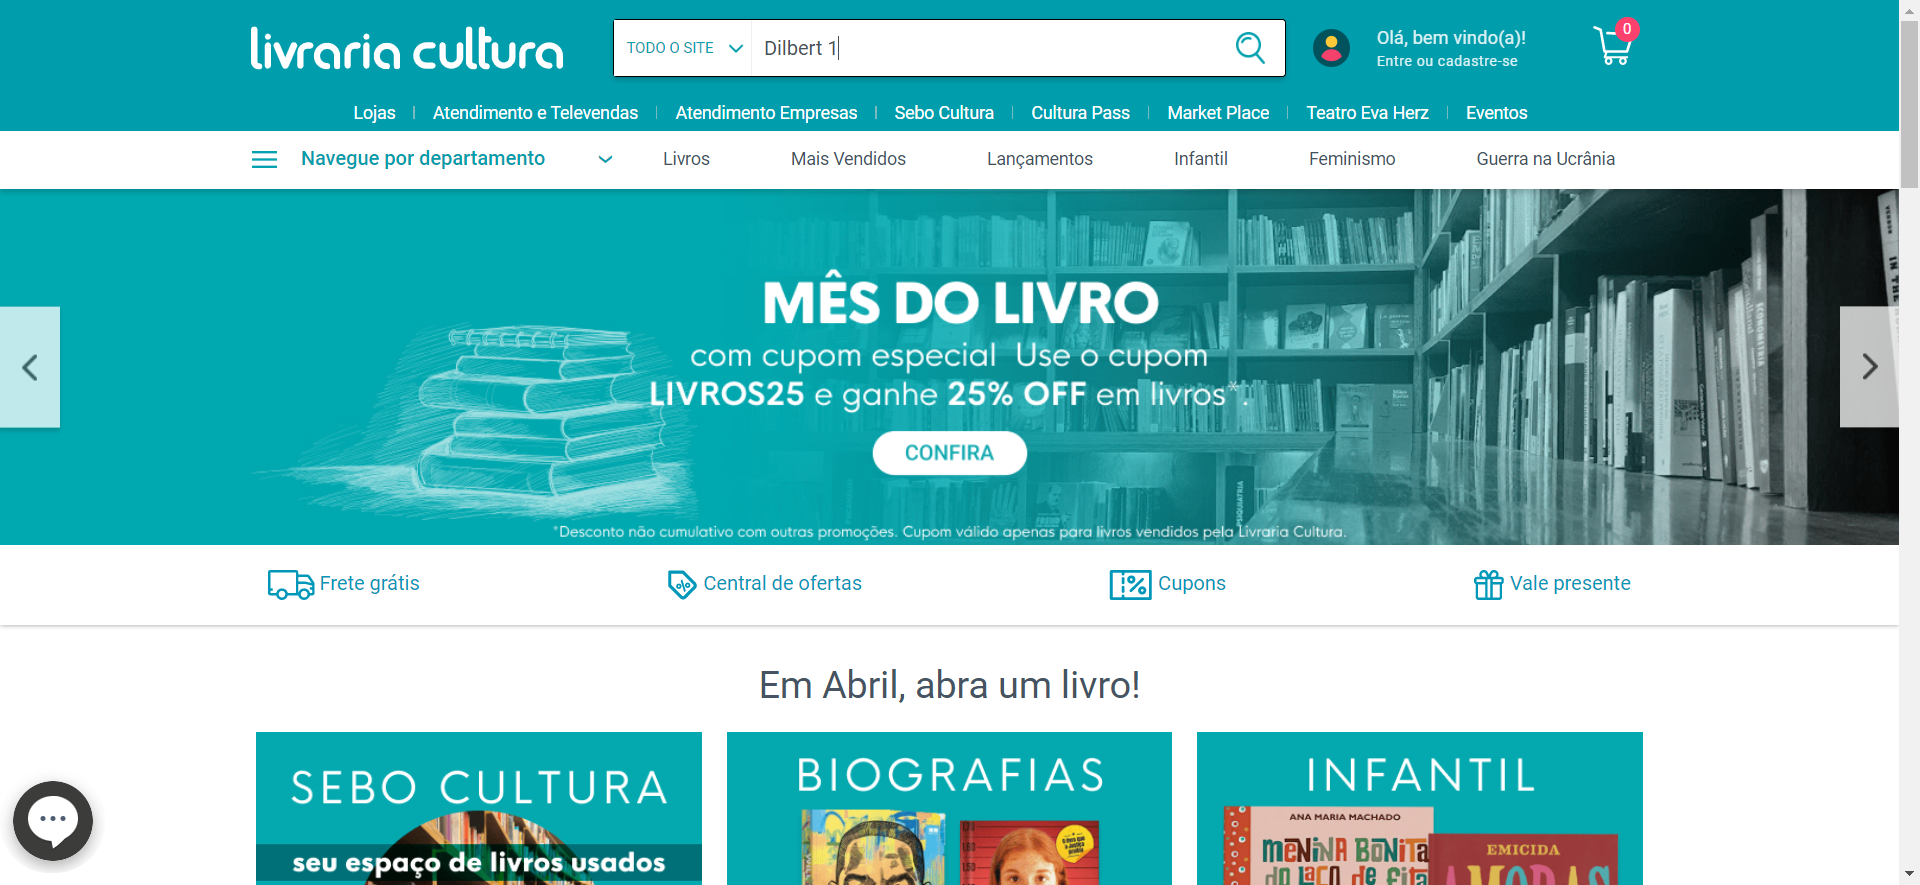 livraria cultura
TODO O SITE
Dilbert 1
Olá, bem vindo(a)!
Entre ou cadastre-se
0
Lojas | Atendimento e Televendas | Atendimento Empresas | Sebo Cultura | Cultura Pass | Market Place | Teatro Eva Herz | Eventos
Navegue por departamento
Livros
Mais Vendidos
Lançamentos
Infantil
Feminismo
Guerra na Ucrânia
MÊS DO LIVRO
com cupom especial Use o cupom
LIVROS25 e ganhe 25% OFF em livros*.
CONFIRA
PSIQUIATRIA
*Desconto não cumulativo com outras promoções. Cupom válido apenas para livros vendidos pela Livraria Cultura.
Frete grátis
Central de ofertas
Cupons
Vale presente
Em Abril, abra um livro!
SEBO CULTURA
seu espaço de livros usados
BIOGRAFIAS
INFANTIL
ANA MARIA MACHADO
MENINA BONITA
DO LAÇO DE FITA
EMICIDA
AMORAS